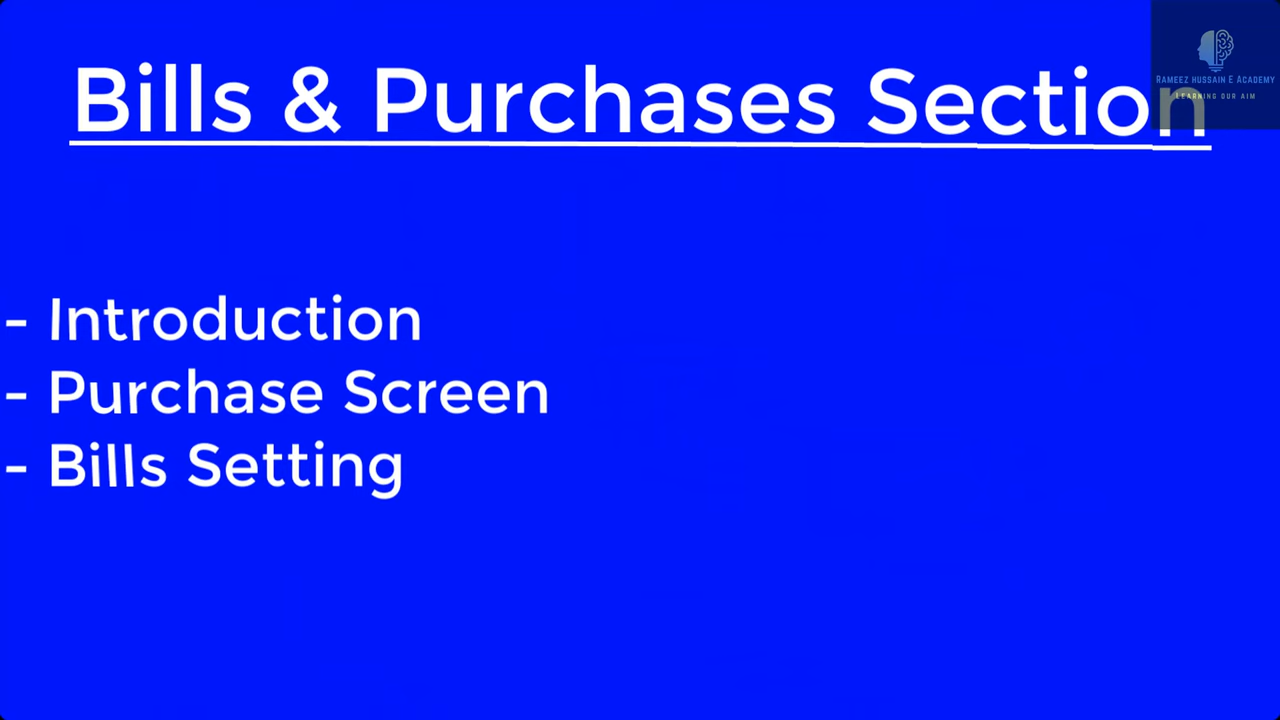 Bills & Purchases Section
RAMEEZ HUSSAIN E ACADEMY
LEARNING OUR AIM
- Introduction
- Purchase Screen
- Bills Setting